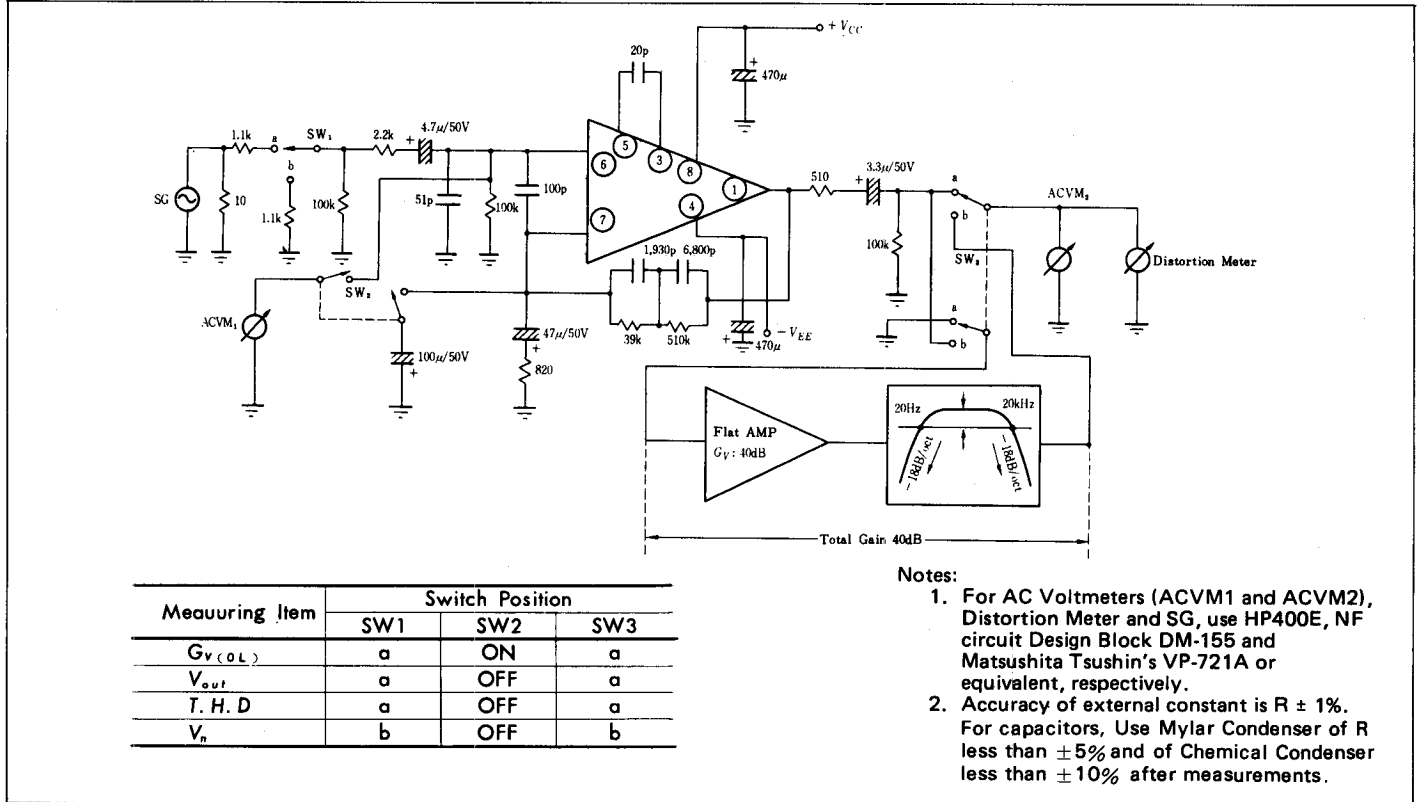 + VCC
20p
+
470μ
1.1k
a
SW₁
2.2k
+
4.7μ/50V
b
SG
10
1.1k
100k
51p
100k
100p
5
3
6
8
1
7
4
510
+
3.3μ/50V
a
ACVM₂
b
100k
SW₃
Distortion Meter
1,930p
6,800p
SW₂
ACVM₁
100μ/50V
+
47μ/50V
+
820
39k
510k
+
470μ
− VEE
a
b
Flat AMP
GV : 40dB
20Hz
20kHz
−18dB/oct
−18dB/oct
Total Gain 40dB
Meauuring Item
Switch Position
SW1 SW2 SW3
GV(OL) a ON a
Vout a OFF a
T. H. D a OFF a
Vn b OFF b
Notes:
1. For AC Voltmeters (ACVM1 and ACVM2),
Distortion Meter and SG, use HP400E, NF
circuit Design Block DM-155 and
Matsushita Tsushin's VP-721A or
equivalent, respectively.
2. Accuracy of external constant is R ± 1%.
For capacitors, Use Mylar Condenser of R
less than ±5% and of Chemical Condenser
less than ±10% after measurements.